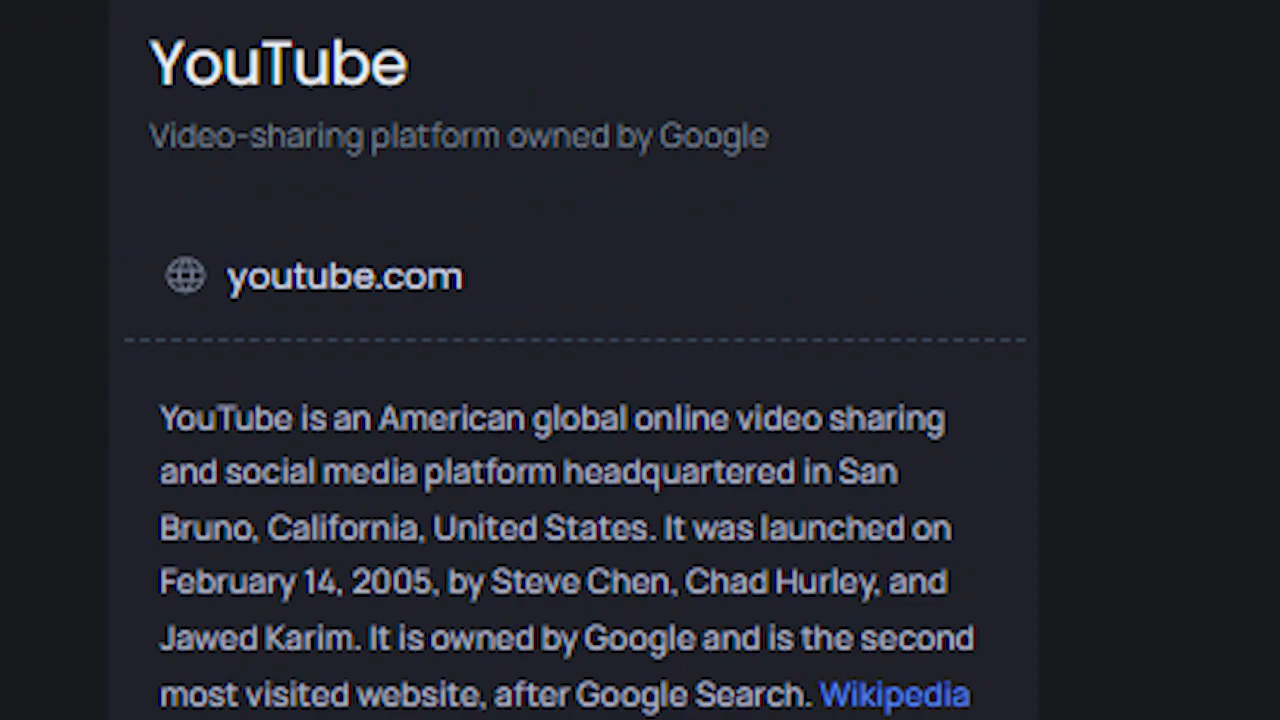 YouTube
Video-sharing platform owned by Google
youtube.com
YouTube is an American global online video sharing
and social media platform headquartered in San
Bruno, California, United States. It was launched on
February 14, 2005, by Steve Chen, Chad Hurley, and
Jawed Karim. It is owned by Google and is the second
most visited website, after Google Search. Wikipedia